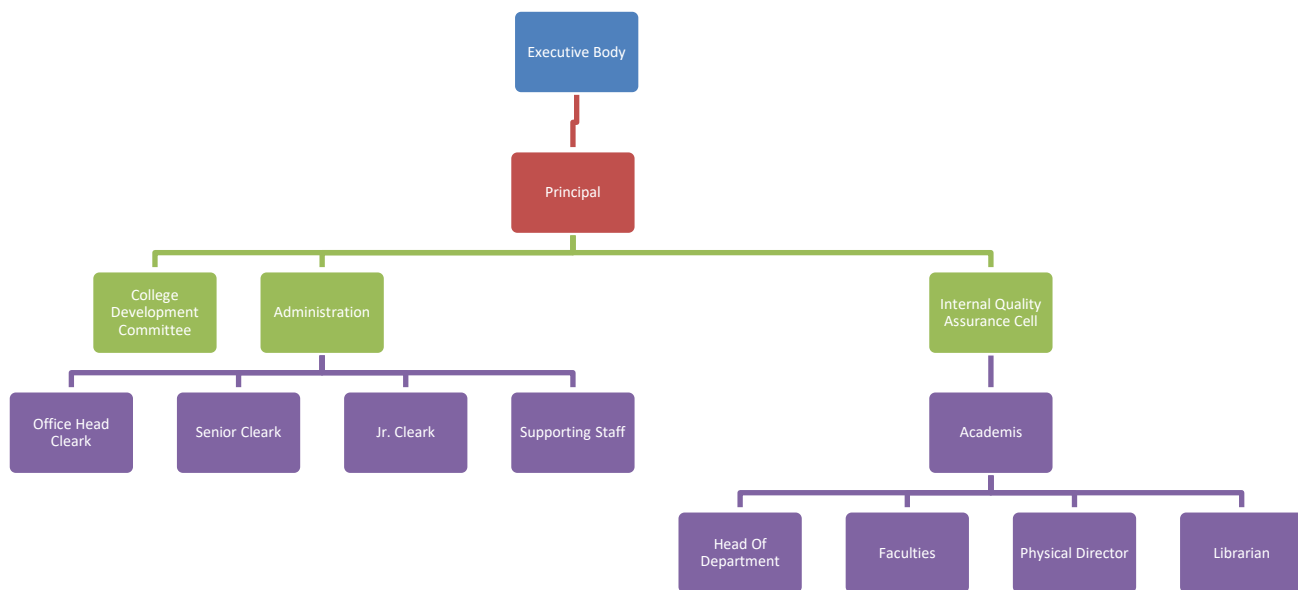 Executive Body
Principal
College
Development
Committee
Administration
Internal Quality
Assurance Cell
Office Head
Cleark
Senior Cleark
Jr. Cleark
Supporting Staff
Academis
Head Of
Department
Faculties
Physical Director
Librarian